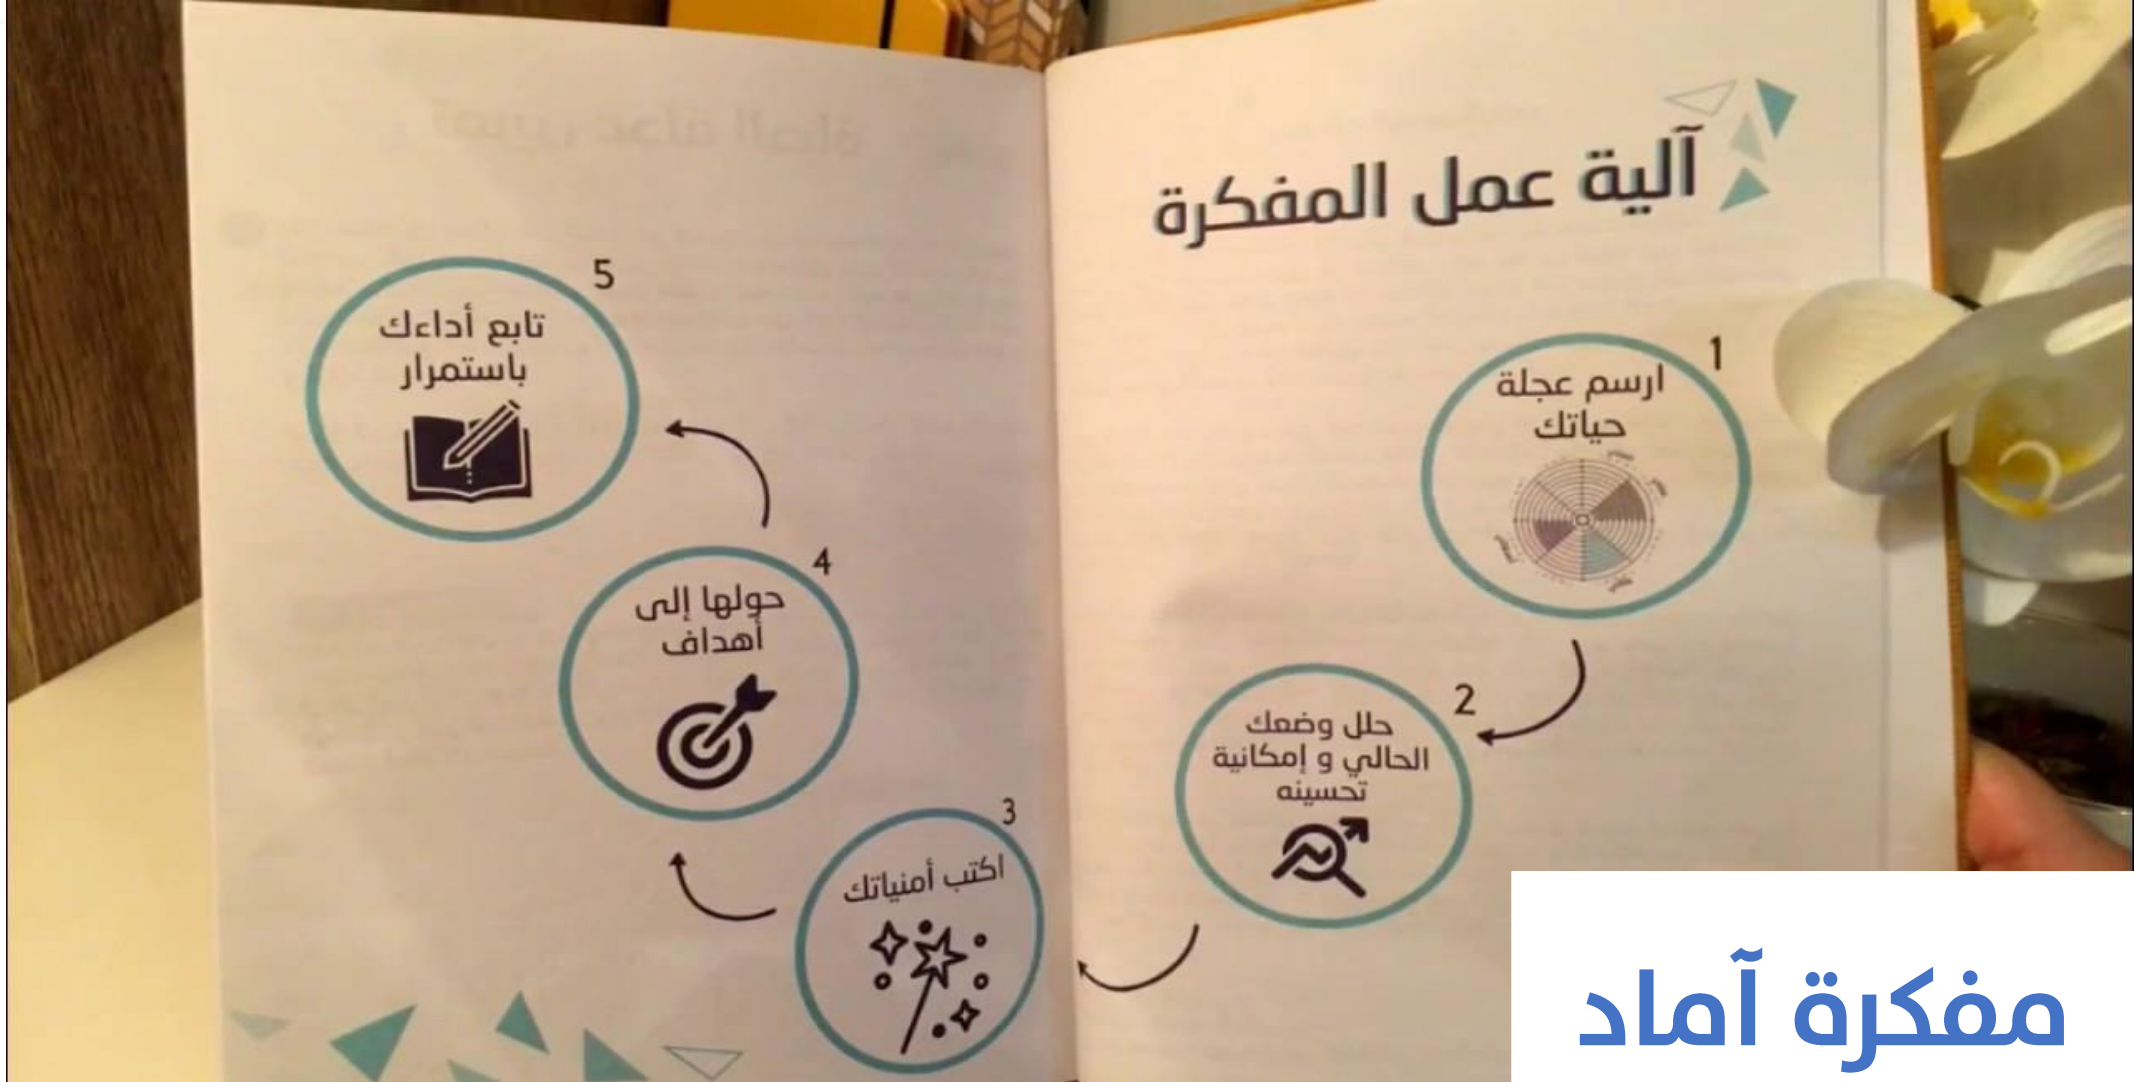 آلية عمل المفكرة
1
ارسم عجلة
حياتك
2
حلل وضعك
الحالي و إمكانية
تحسينه
3
اكتب أمنياتك
4
حولها إلى
أهداف
5
تابع أداءك
باستمرار
مفكرة آماد